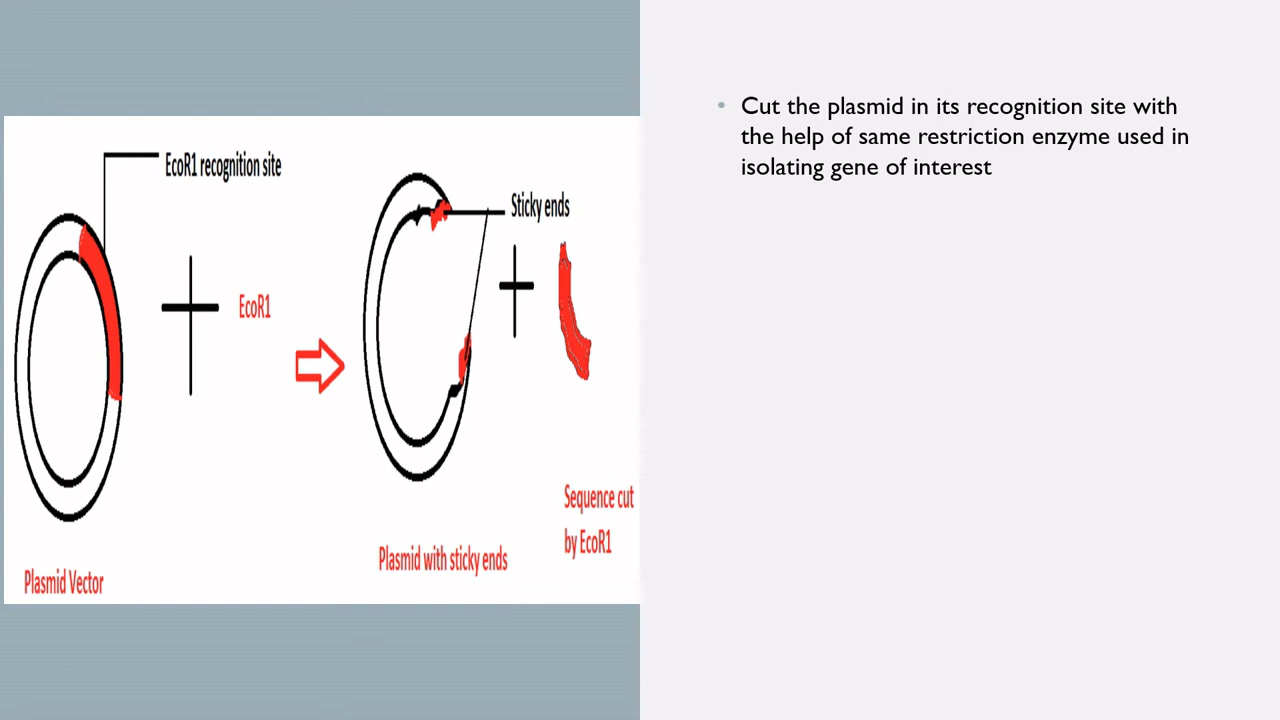 EcoR1 recognition site
EcoR1
Plasmid Vector
Sticky ends
Plasmid with sticky ends
Sequence cut
by EcoR1
• Cut the plasmid in its recognition site with
the help of same restriction enzyme used in
isolating gene of interest